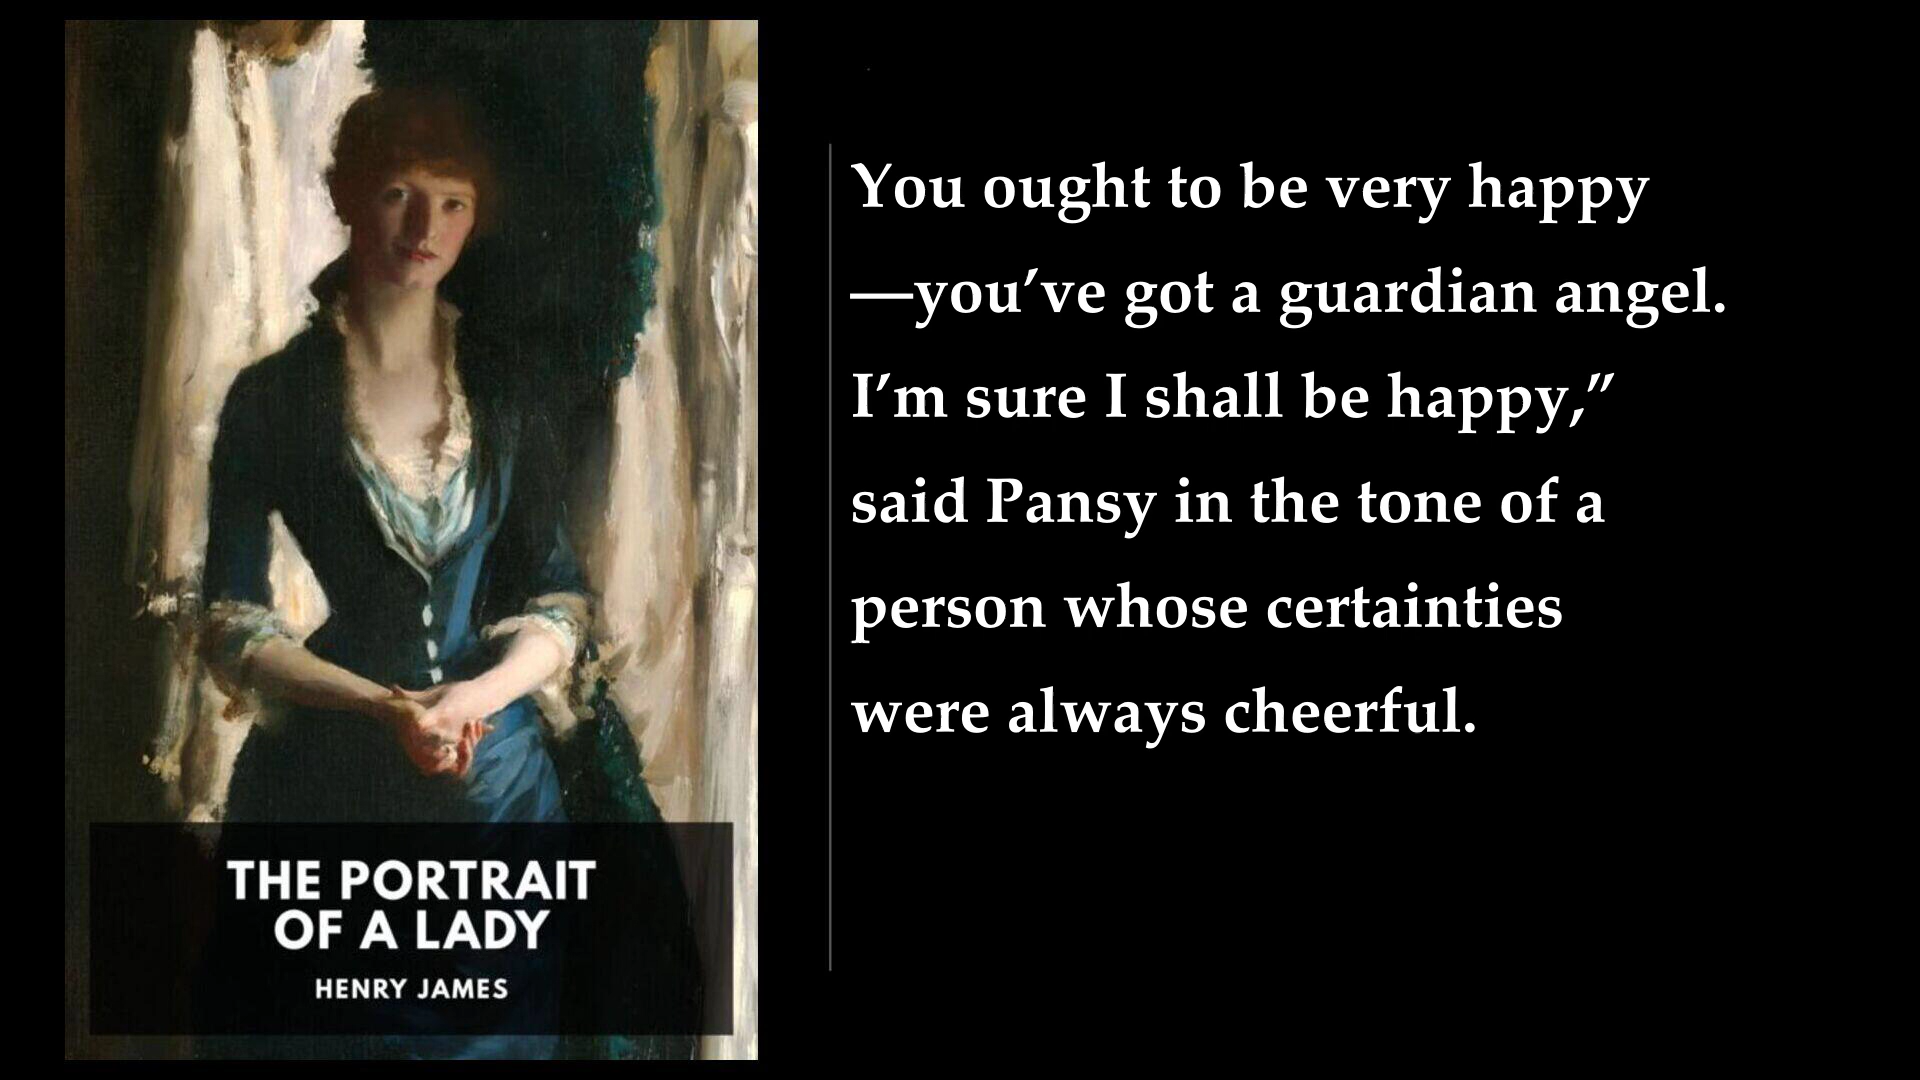 You ought to be very happy
—you’ve got a guardian angel.
I’m sure I shall be happy,”
said Pansy in the tone of a
person whose certainties
were always cheerful.
THE PORTRAIT
OF A LADY
HENRY JAMES